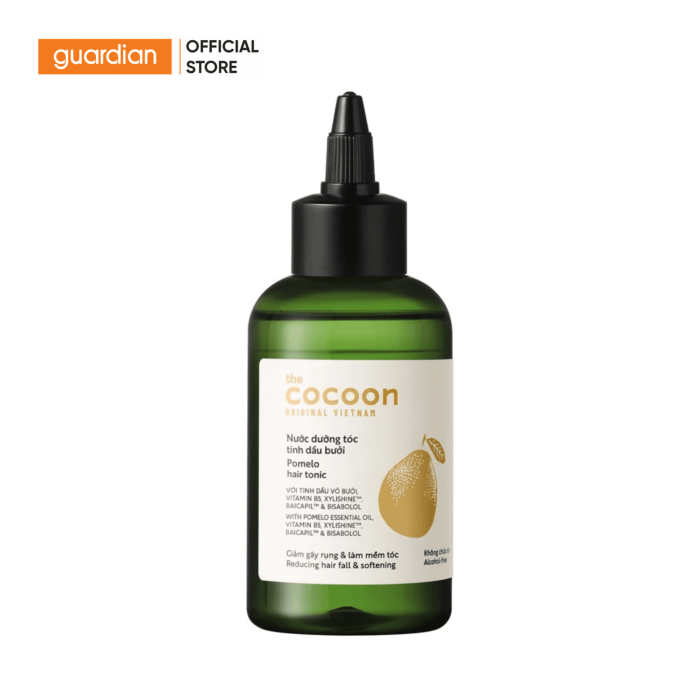 guardian
OFFICIAL
STORE
the
cocoon
ORIGINAL VIETNAM
Nước dưỡng tóc
tinh dầu bưởi
Pomelo
hair tonic
VỚI TINH DẦU VỎ BƯỞI,
VITAMIN B5, XYLISHINE™,
BAICAPIL™ & BISABOLOL
WITH POMELO ESSENTIAL OIL,
VITAMIN B5, XYLISHINE™,
BAICAPIL™ & BISABOLOL
Giảm gãy rụng & làm mềm tóc
Reducing hair fall & softening
Không chứa
Alcohol-free